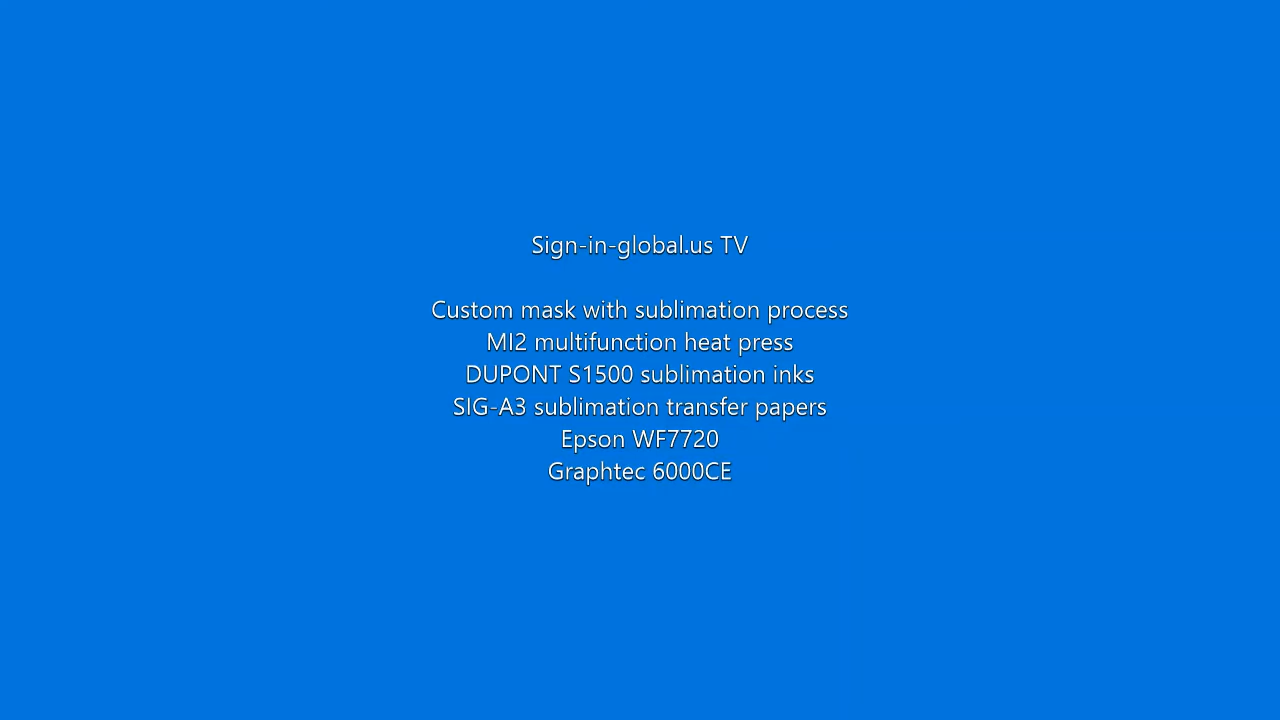 Sign-in-global.us TV
Custom mask with sublimation process
MI2 multifunction heat press
DUPONT S1500 sublimation inks
SIG-A3 sublimation transfer papers
Epson WF7720
Graphtec 6000CE